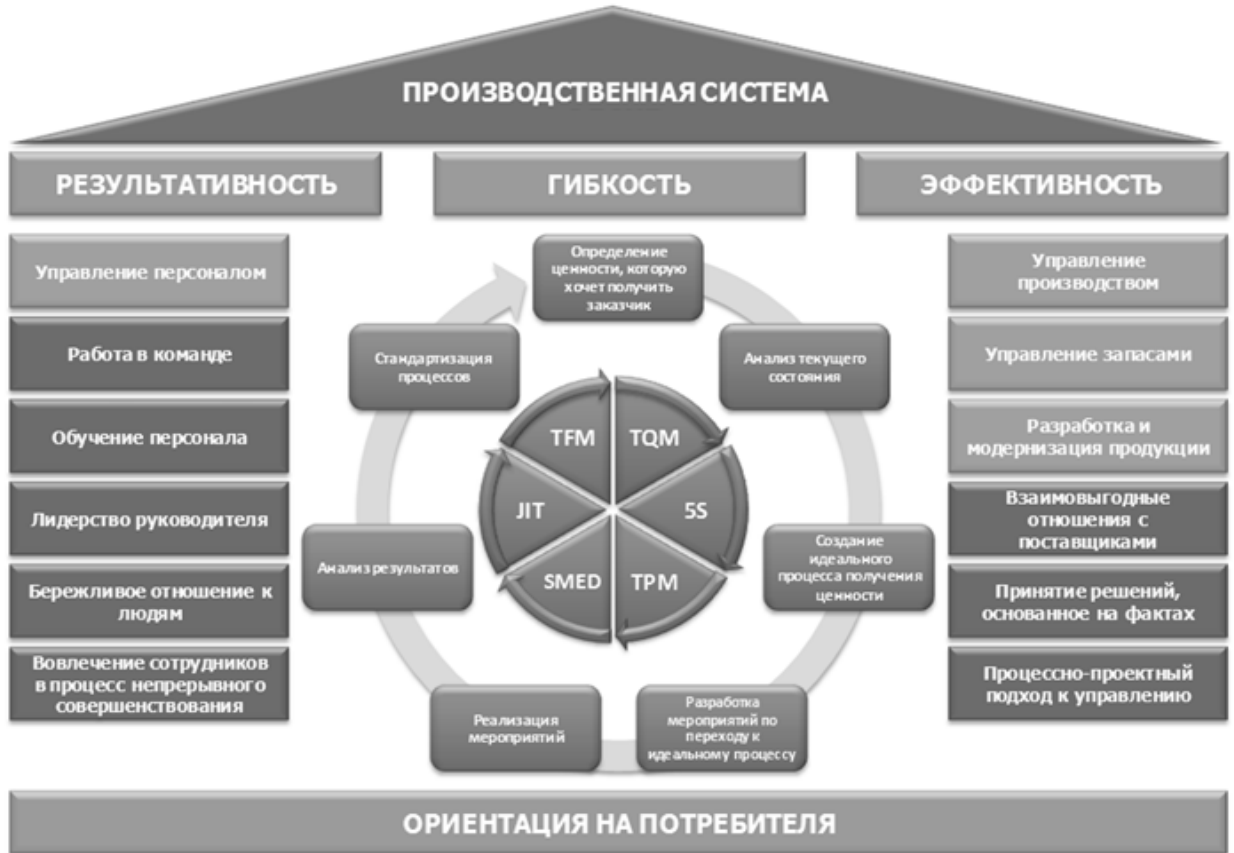 ПРОИЗВОДСТВЕННАЯ СИСТЕМА
РЕЗУЛЬТАТИВНОСТЬ
ГИБКОСТЬ
ЭФФЕКТИВНОСТЬ
Управление персоналом
Работа в команде
Обучение персонала
Лидерство руководителя
Бережливое отношение к
людям
Вовлечение сотрудников
в процесс непрерывного
совершенствования
Определение
ценности, которую
хочет получить
заказчик
Анализ текущего
состояния
Создание
идеального
процесса получения
ценности
Разработка
мероприятий по
переходу к
идеальному процессу
Реализация
мероприятий
Анализ результатов
Стандартизация
процессов
TFM
TQM
JIT
5S
SMED
TPM
Управление
производством
Управление запасами
Разработка и
модернизация продукции
Взаимовыгодные
отношения с
поставщиками
Принятие решений,
основанное на фактах
Процессно-проектный
подход к управлению
ОРИЕНТАЦИЯ НА ПОТРЕБИТЕЛЯ